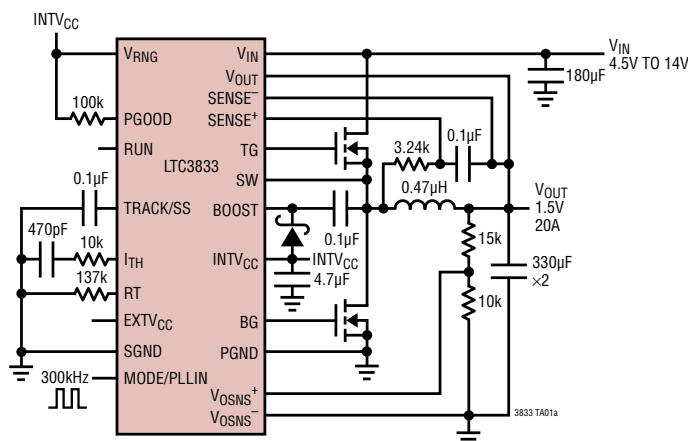 INTVCC
VRNG
100k
PGOOD
RUN
LTC3833
0.1µF
TRACK/SS
470pF
10k
ITH
137k
RT
EXTVCC
SGND
300kHz
MODE/PLLIN
VIN
VOUT
SENSE–
SENSE+
TG
SW
BOOST
INTVCC
BG
PGND
VOSNS+
VOSNS–
0.1µF
INTVCC
4.7µF
3.24k
0.1µF
0.47µH
15k
10k
VIN
4.5V TO 14V
180µF
VOUT
1.5V
20A
330µF
×2
3833 TA01a